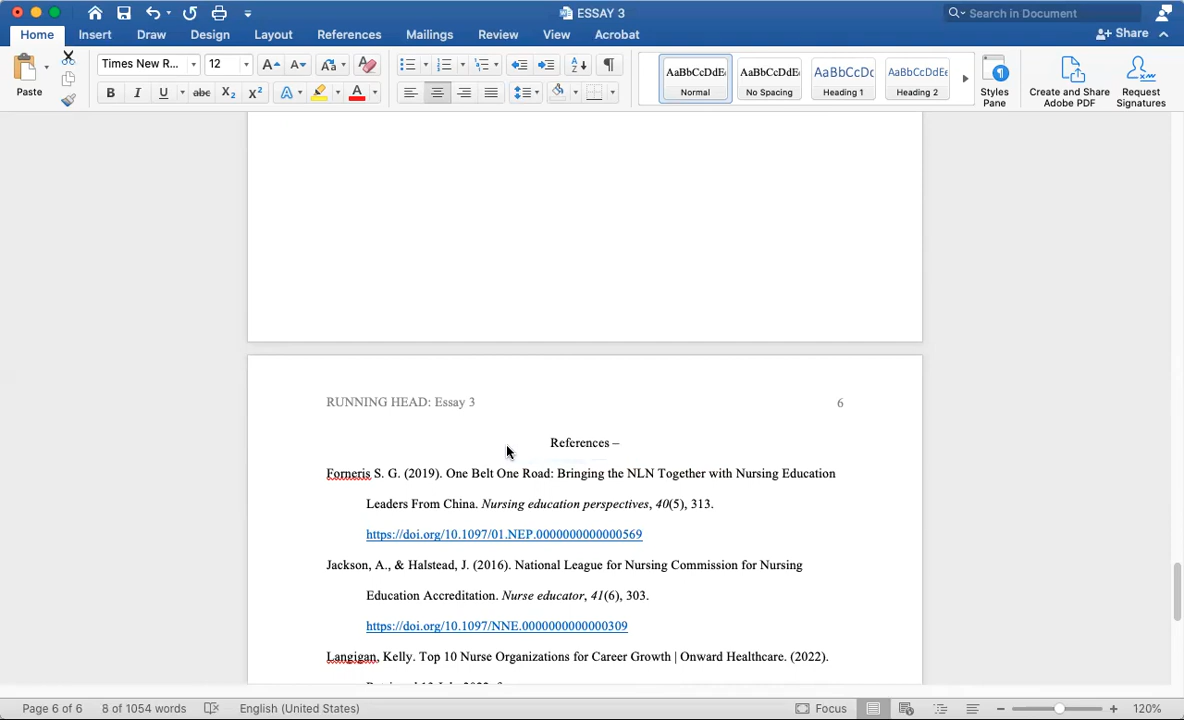 ESSAY 3
Search in Document
Home Insert Draw Design Layout References Mailings Review View Acrobat
Share
Paste
Times New R...
12
A A Aa A
AaBbCcDdE AaBbCcDdE AaBbCcDc AaBbCcDdEe
Normal No Spacing Heading 1 Heading 2
Styles Pane
Create and Share Adobe PDF
Request Signatures
B I U abc X2 X2 A A
RUNNING HEAD: Essay 3 6
References –
Forneris S. G. (2019). One Belt One Road: Bringing the NLN Together with Nursing Education
Leaders From China. Nursing education perspectives, 40(5), 313.
https://doi.org/10.1097/01.NEP.0000000000000569
Jackson, A., & Halstead, J. (2016). National League for Nursing Commission for Nursing
Education Accreditation. Nurse educator, 41(6), 303.
https://doi.org/10.1097/NNE.0000000000000309
Langigan, Kelly. Top 10 Nurse Organizations for Career Growth | Onward Healthcare. (2022).
Page 6 of 6 8 of 1054 words English (United States) Focus 120%